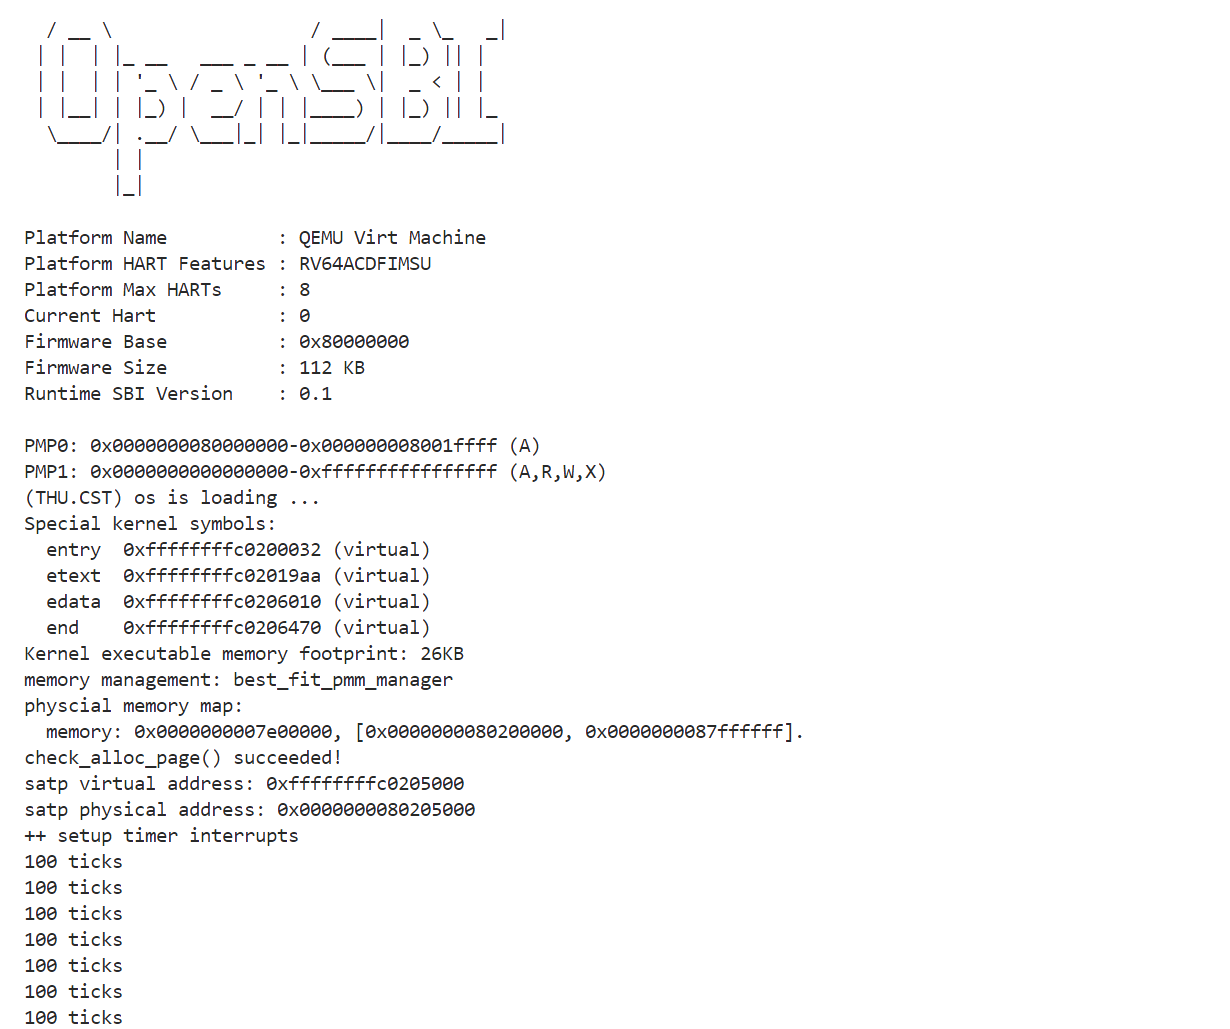 OpenSBI
Platform Name          : QEMU Virt Machine
Platform HART Features : RV64ACDFIMSU
Platform Max HARTs     : 8
Current Hart           : 0
Firmware Base          : 0x80000000
Firmware Size          : 112 KB
Runtime SBI Version    : 0.1
PMP0: 0x0000000080000000-0x000000008001ffff (A)
PMP1: 0x0000000000000000-0xffffffffffffffff (A,R,W,X)
(THU.CST) os is loading ...
Special kernel symbols:
  entry  0xffffffffc0200032 (virtual)
  etext  0xffffffffc02019aa (virtual)
  edata  0xffffffffc0206010 (virtual)
  end    0xffffffffc0206470 (virtual)
Kernel executable memory footprint: 26KB
memory management: best_fit_pmm_manager
physcial memory map:
  memory: 0x0000000007e00000, [0x0000000080200000, 0x0000000087ffffff].
check_alloc_page() succeeded!
satp virtual address: 0xffffffffc0205000
satp physical address: 0x0000000080205000
++ setup timer interrupts
100 ticks
100 ticks
100 ticks
100 ticks
100 ticks
100 ticks
100 ticks